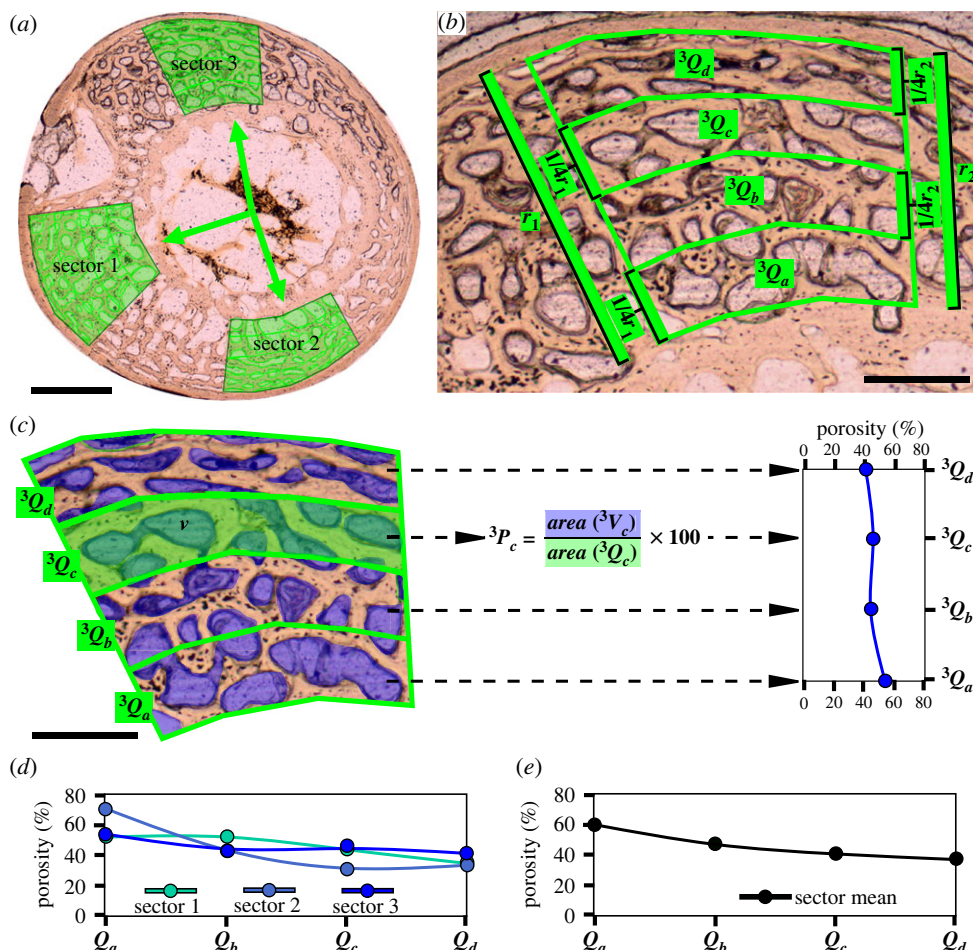 (a)
sector 3
sector 1
sector 2
(b)
³Q_d
³Q_c
³Q_b
³Q_a
1/4r₁
r₁
1/4r₁
1/4r₂
1/4r₂
r₂
(c)
³Q_d
³Q_c
³Q_b
³Q_a
v
³P_c = area (³V_c) / area (³Q_c) × 100
porosity (%)
0 20 40 60 80
³Q_d
³Q_c
³Q_b
³Q_a
0 20 40 60 80
(d)
porosity (%)
80
60
40
20
0
sector 1 sector 2 sector 3
Q_a Q_b Q_c Q_d
(e)
porosity (%)
80
60
40
20
0
sector mean
Q_a Q_b Q_c Q_d